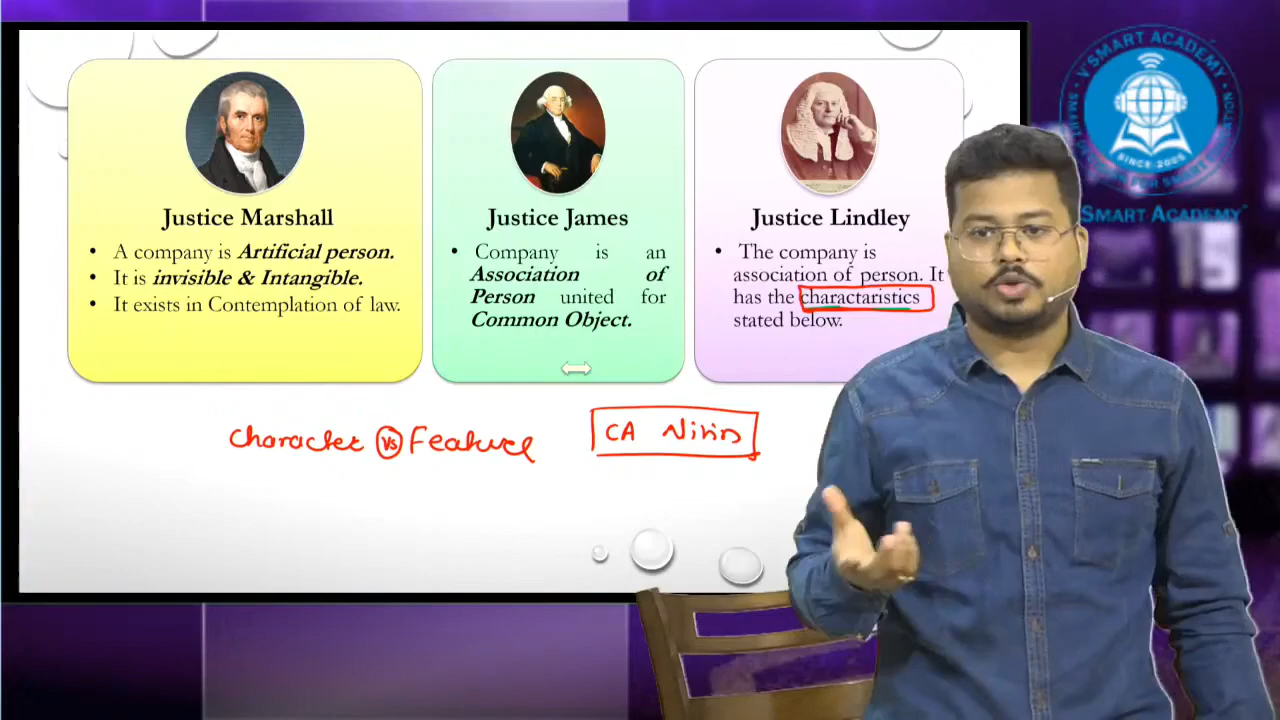 Justice Marshall
• A company is Artificial person.
• It is invisible & Intangible.
• It exists in Contemplation of law.
Justice James
• Company is an
Association of
Person united for
Common Object.
Justice Lindley
• The company is
association of person. It
has the charactaristics
stated below.
Character vs Feature
CA
V'SMART ACADEMY
SINCE-2005
SMART ACADEMY